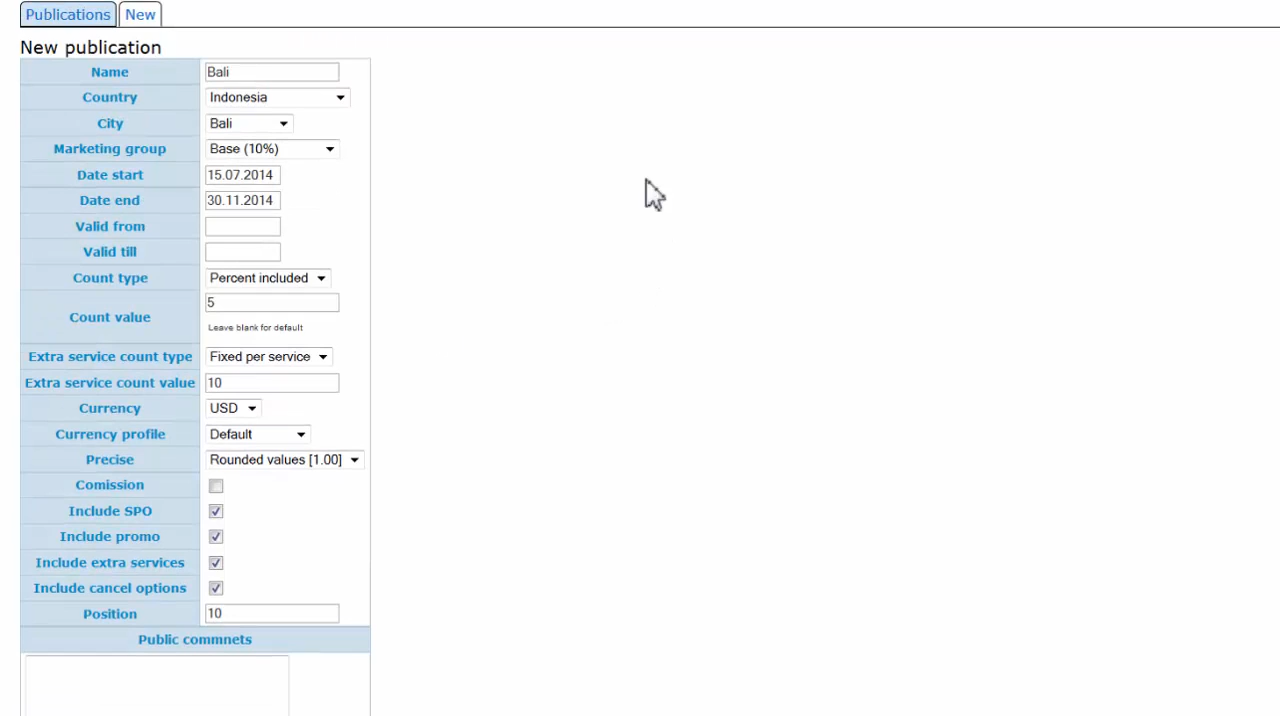 Publications New
New publication
Name Bali
Country Indonesia
City Bali
Marketing group Base (10%)
Date start 15.07.2014
Date end 30.11.2014
Valid from
Valid till
Count type Percent included
Count value 5
Leave blank for default
Extra service count type Fixed per service
Extra service count value 10
Currency USD
Currency profile Default
Precise Rounded values [1.00]
Comission
Include SPO
Include promo
Include extra services
Include cancel options
Position 10
Public commnets